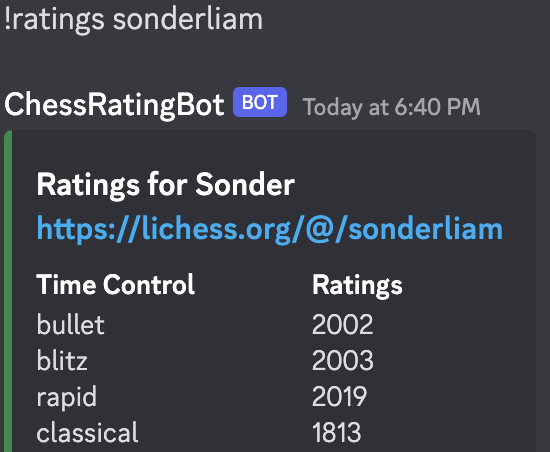 !ratings sonderliam
ChessRatingBot BOT Today at 6:40 PM
Ratings for Sonder
https://lichess.org/@/sonderliam
Time Control Ratings
bullet 2002
blitz 2003
rapid 2019
classical 1813